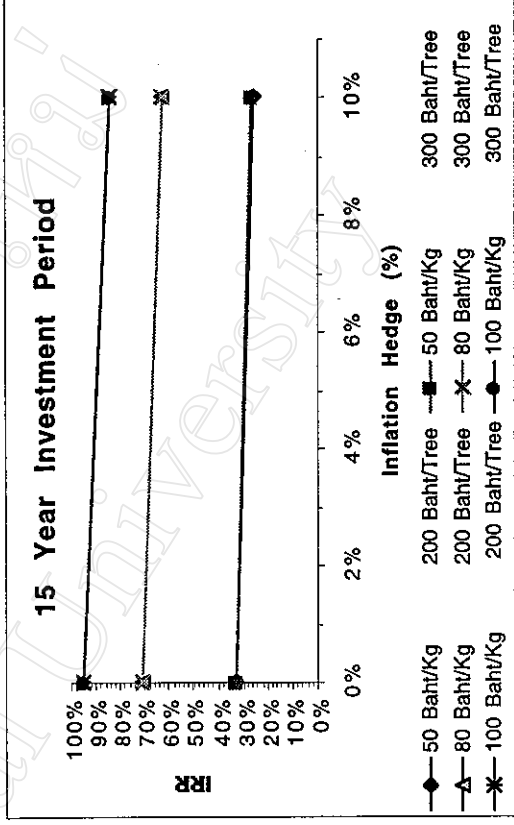 15 Year Investment Period
100%
90%
80%
70%
60%
50%
40%
30%
20%
10%
0%
IRR
0% 2% 4% 6% 8% 10%
Inflation Hedge (%)
50 Baht/Kg 200 Baht/Tree 50 Baht/Kg 300 Baht/Tree
80 Baht/Kg 200 Baht/Tree 80 Baht/Kg 300 Baht/Tree
100 Baht/Kg 200 Baht/Tree 100 Baht/Kg 300 Baht/Tree
University